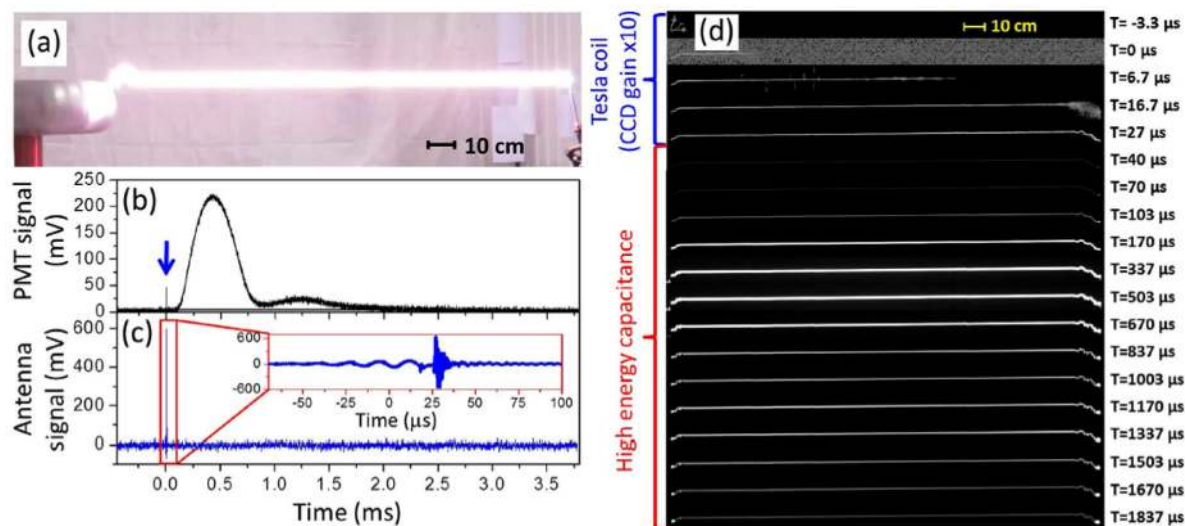 (a)
10 cm
(b)
PMT signal
(mV)
250
200
150
100
50
0
(c)
Antenna
signal (mV)
600
400
200
0
600
0
-600
-50
-25
0
25
50
75
100
Time (µs)
0.0
0.5
1.0
1.5
2.0
2.5
3.0
3.5
Time (ms)
Tesla coil
(CCD gain x10)
High energy capacitance
(d)
10 cm
T= -3.3 µs
T=0 µs
T=6.7 µs
T=16.7 µs
T=27 µs
T=40 µs
T=70 µs
T=103 µs
T=170 µs
T=337 µs
T=503 µs
T=670 µs
T=837 µs
T=1003 µs
T=1170 µs
T=1337 µs
T=1503 µs
T=1670 µs
T=1837 µs